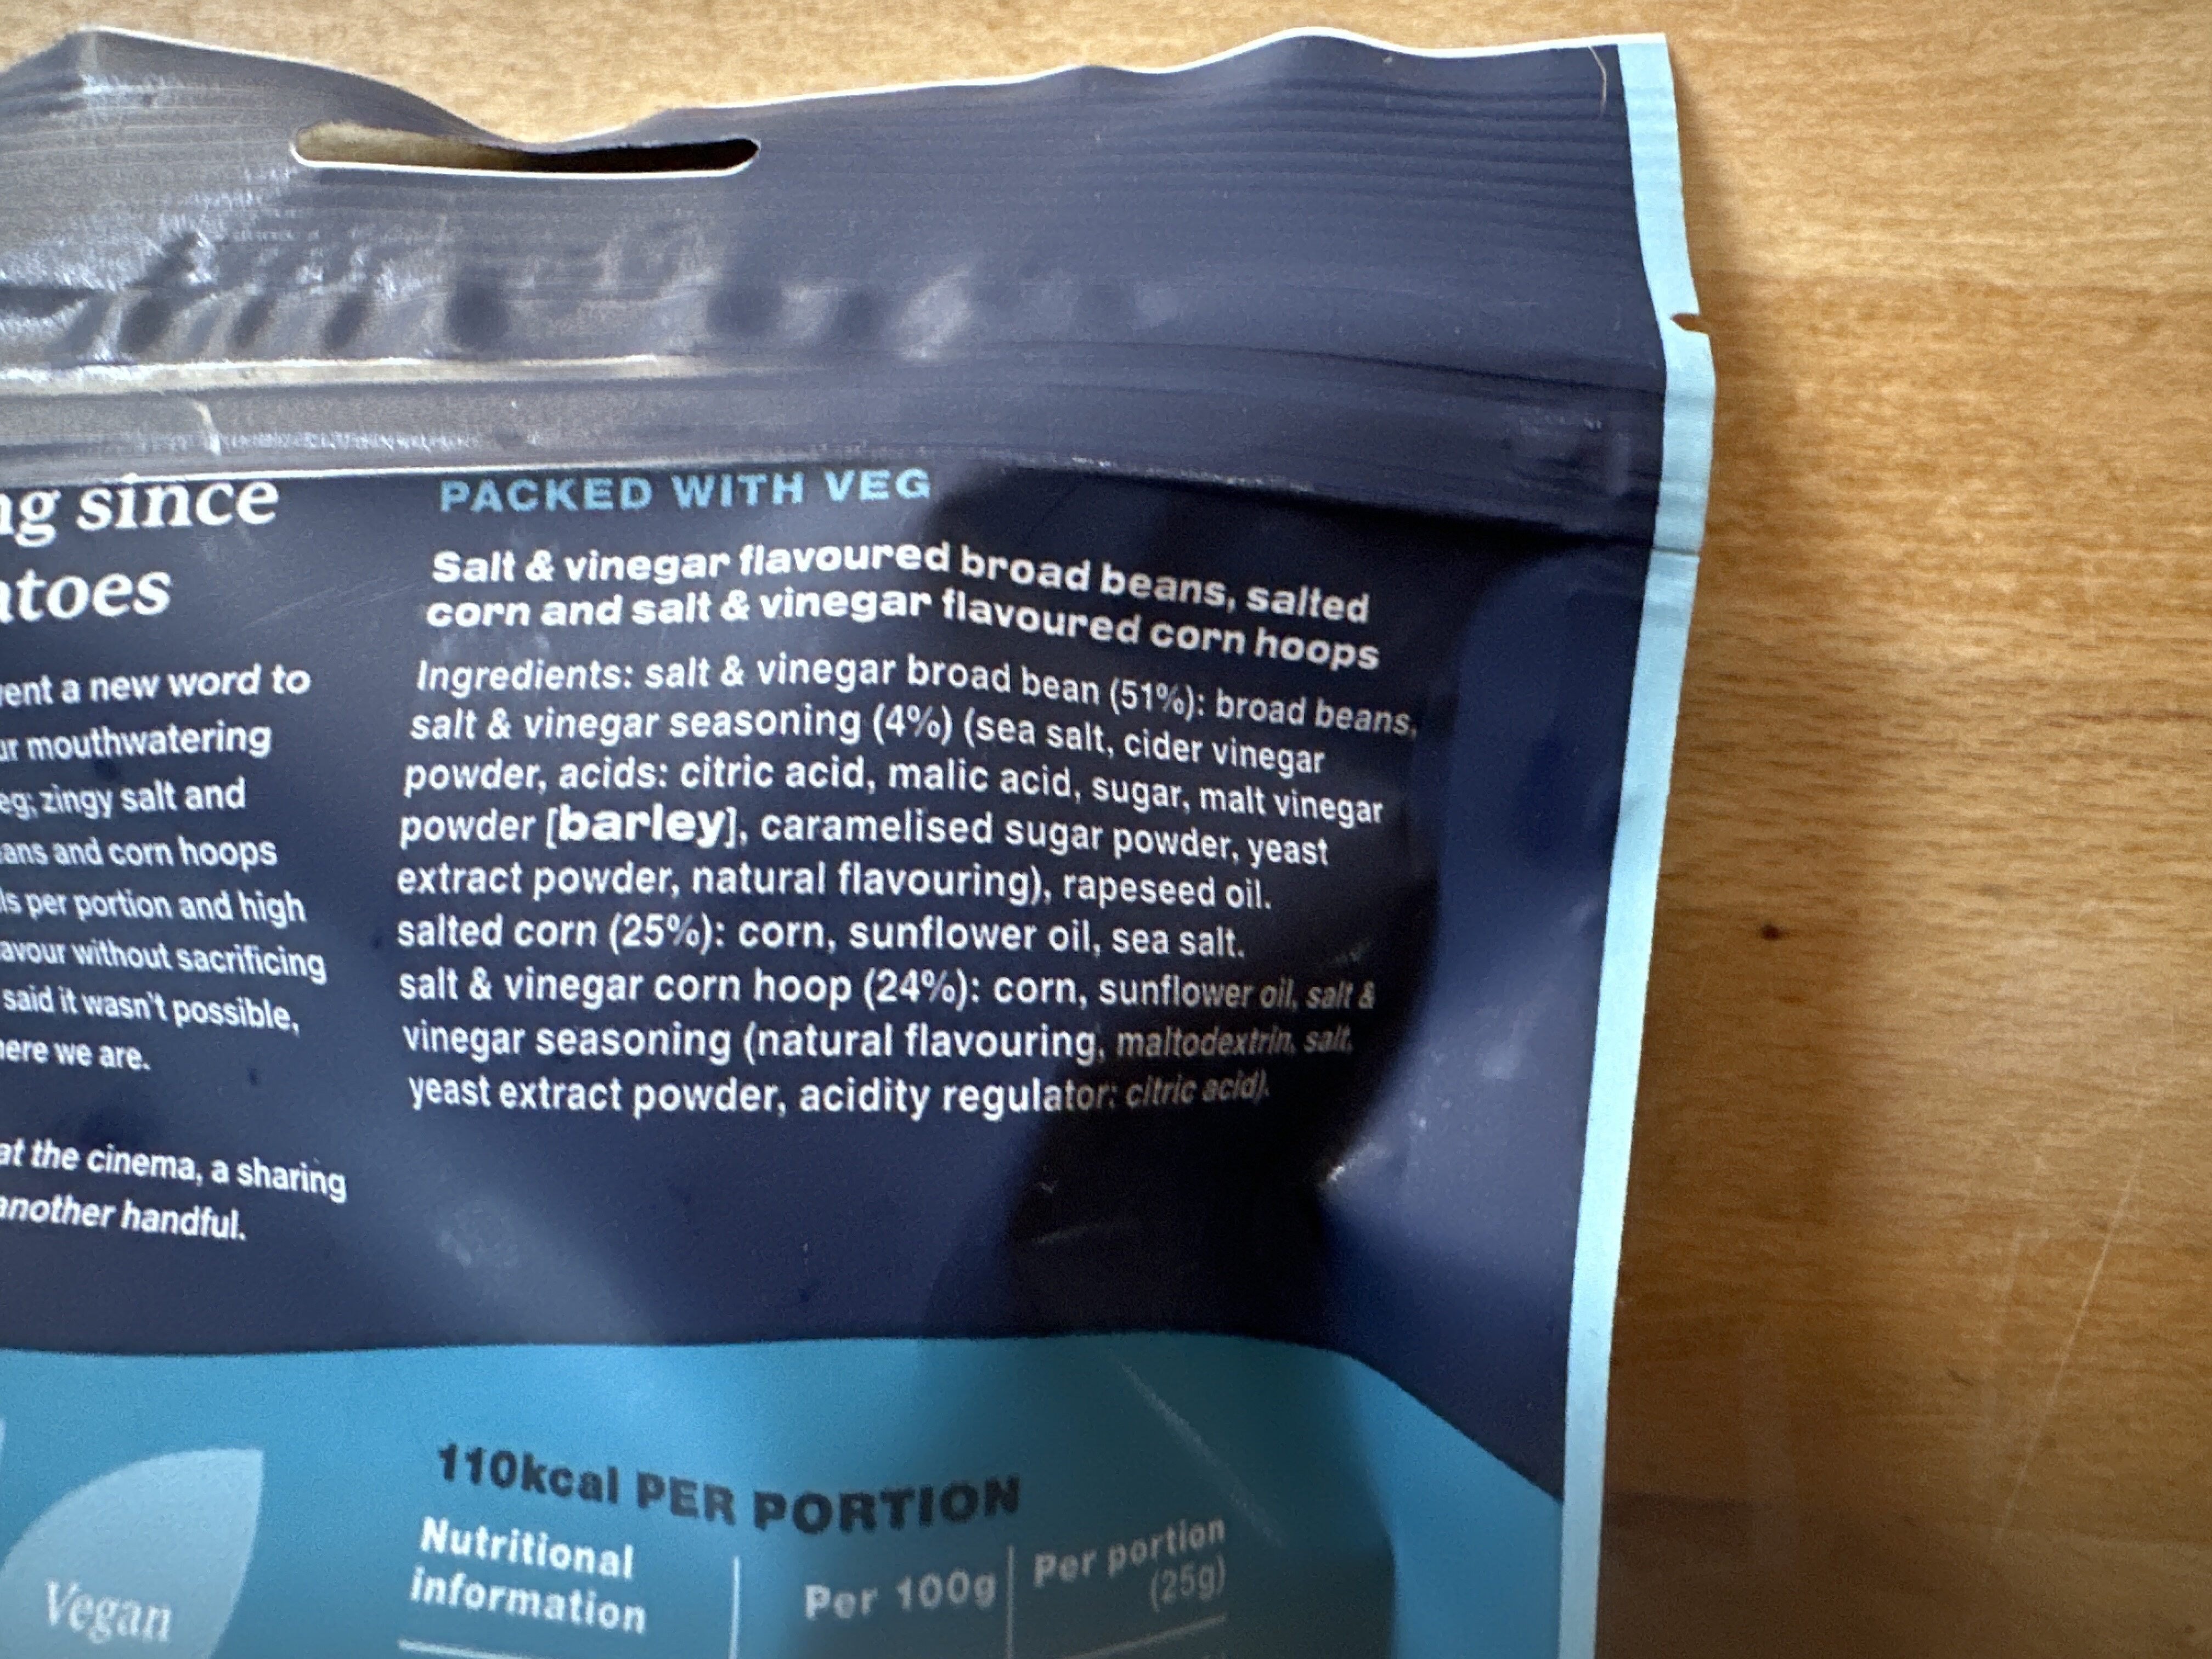 ng since
atoes
ent a new word to
ur mouthwatering
eg; zingy salt and
ans and corn hoops
ls per portion and high
avour without sacrificing
said it wasn't possible,
here we are.
at the cinema, a sharing
another handful.
PACKED WITH VEG
Salt & vinegar flavoured broad beans, salted
corn and salt & vinegar flavoured corn hoops
Ingredients: salt & vinegar broad bean (51%): broad beans,
salt & vinegar seasoning (4%) (sea salt, cider vinegar
powder, acids: citric acid, malic acid, sugar, malt vinegar
powder [barley], caramelised sugar powder, yeast
extract powder, natural flavouring), rapeseed oil.
salted corn (25%): corn, sunflower oil, sea salt.
salt & vinegar corn hoop (24%): corn, sunflower oil, salt &
vinegar seasoning (natural flavouring, maltodextrin, salt,
yeast extract powder, acidity regulator: citric acid).
Vegan
110kcal PER PORTION
Nutritional
information
Per 100g
Per portion
(25g)